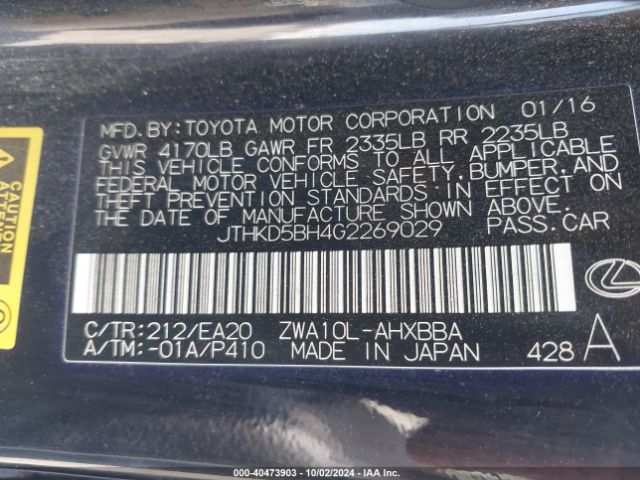 MFD. BY: TOYOTA MOTOR CORPORATION 01/16
GVWR 4170LB GAWR FR 2335LB RR 2235LB
THIS VEHICLE CONFORMS TO ALL APPLICABLE
FEDERAL MOTOR VEHICLE SAFETY, BUMPER, AND
THEFT PREVENTION STANDARDS IN EFFECT ON
THE DATE OF MANUFACTURE SHOWN ABOVE.
JTHKD5BH4G2269029 PASS. CAR
C/TR: 212/EA20 ZWA10L-AHXBBA
A/TM: -01A/P410 MADE IN JAPAN 428 A
CAUTION
ATTENTION
000-40473903 - 10/02/2024 - IAA Inc.